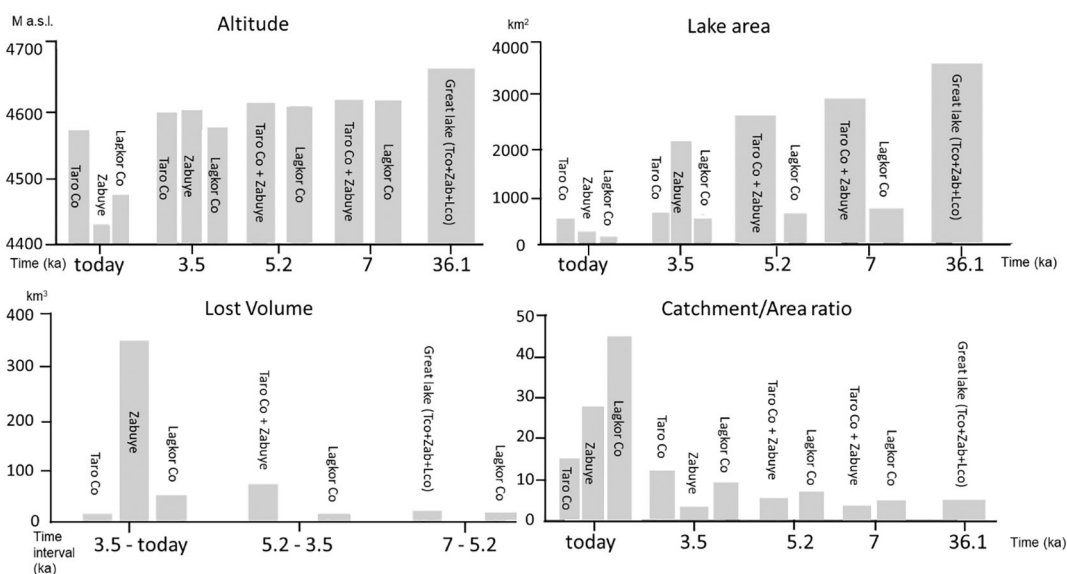 M a.s.l.
Altitude
4700
4600
4500
4400
Taro Co
Zabuye
Lagkor Co
Taro Co
Zabuye
Lagkor Co
Taro Co + Zabuye
Lagkor Co
Taro Co + Zabuye
Lagkor Co
Great lake (Tco+Zab+Lco)
Time (ka)
today
3.5
5.2
7
36.1
km²
Lake area
4000
3000
2000
1000
0
Taro Co
Zabuye
Lagkor Co
Taro Co
Zabuye
Lagkor Co
Taro Co + Zabuye
Lagkor Co
Taro Co + Zabuye
Lagkor Co
Great lake (Tco+Zab+Lco)
today
3.5
5.2
7
36.1
Time (ka)
km³
Lost Volume
400
300
200
100
0
Taro Co
Zabuye
Lagkor Co
Taro Co + Zabuye
Lagkor Co
Great lake (Tco+Zab+Lco)
Lagkor Co
Time
interval
(ka)
3.5 - today
5.2 - 3.5
7 - 5.2
Catchment/Area ratio
50
40
30
20
10
0
Taro Co
Zabuye
Lagkor Co
Taro Co
Zabuye
Lagkor Co
Taro Co + Zabuye
Lagkor Co
Taro Co + Zabuye
Lagkor Co
Great lake (Tco+Zab+Lco)
today
3.5
5.2
7
36.1
Time (ka)